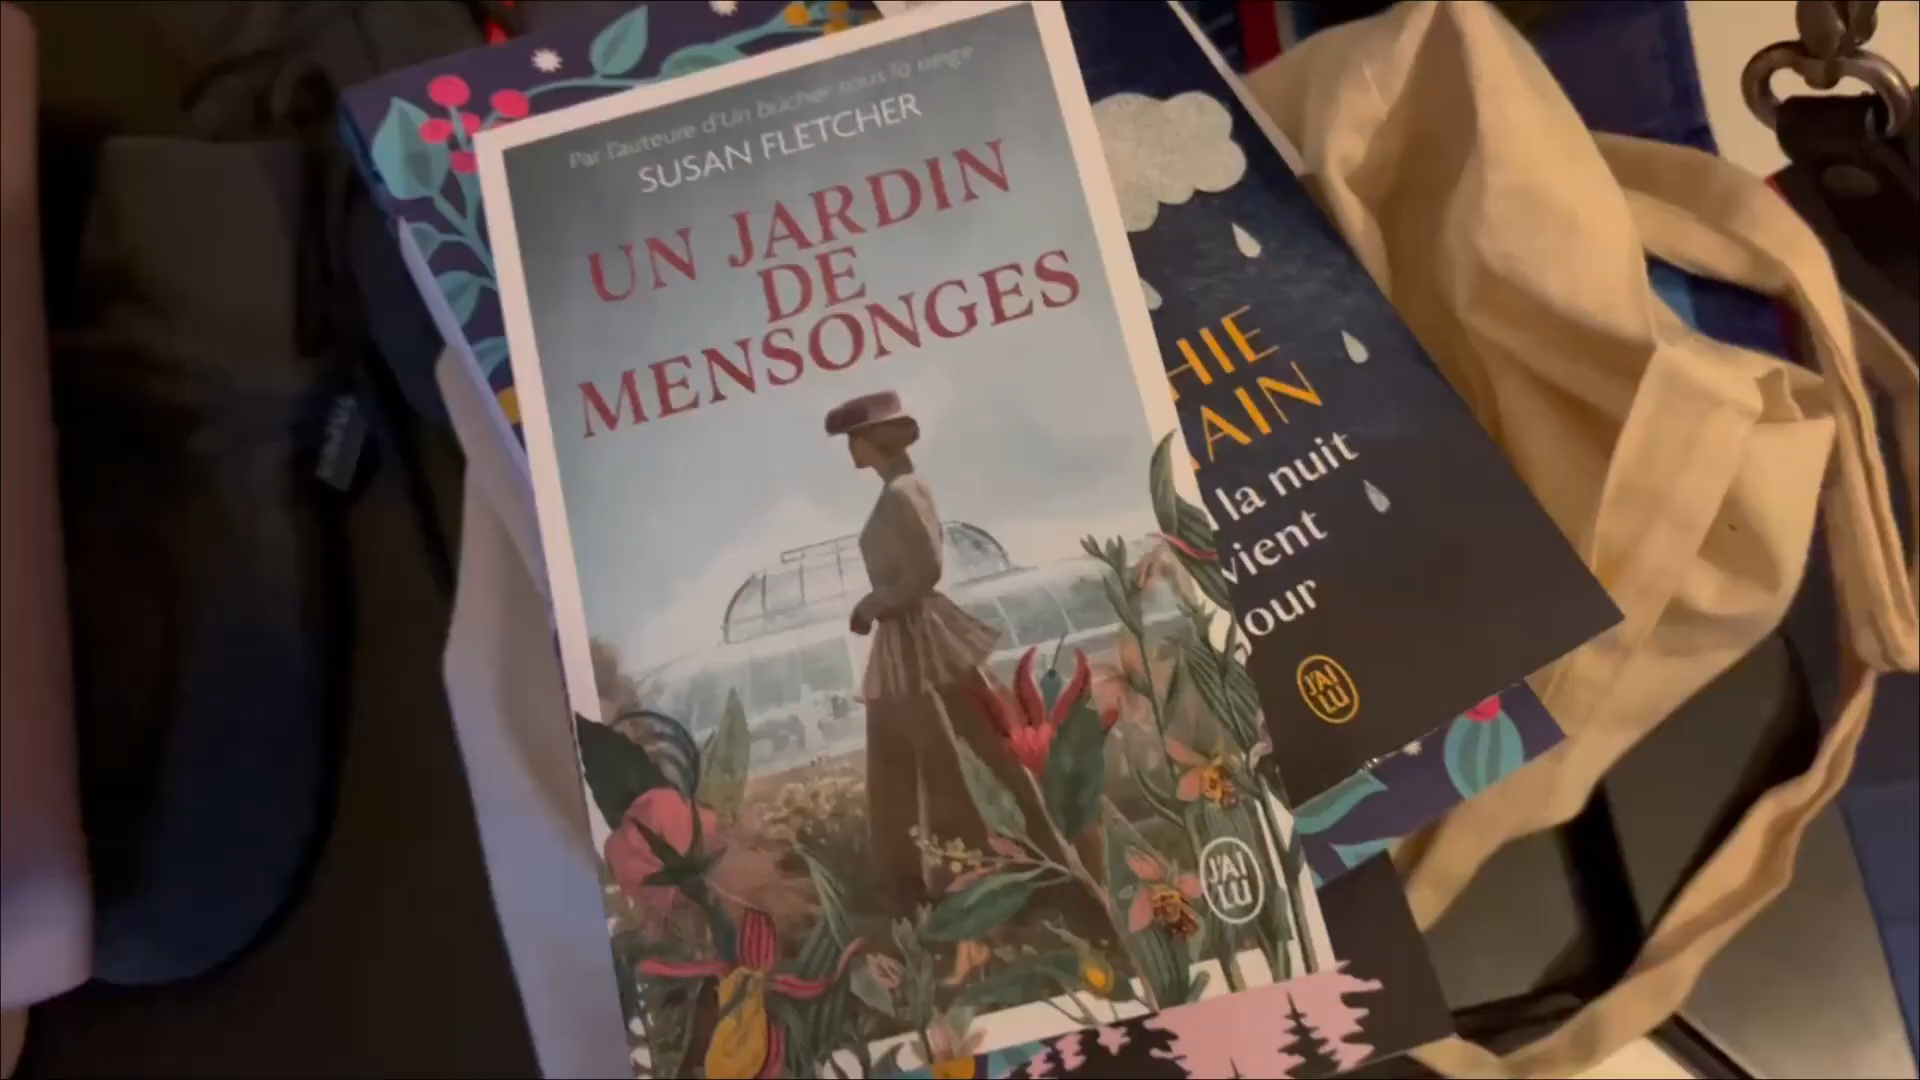 Par l'auteure d'Un bûcher sous la neige
SUSAN FLETCHER
UN JARDIN
DE
MENSONGES
J'AI
LU
HIE
AIN
la nuit
vient
jour
J'AI
LU